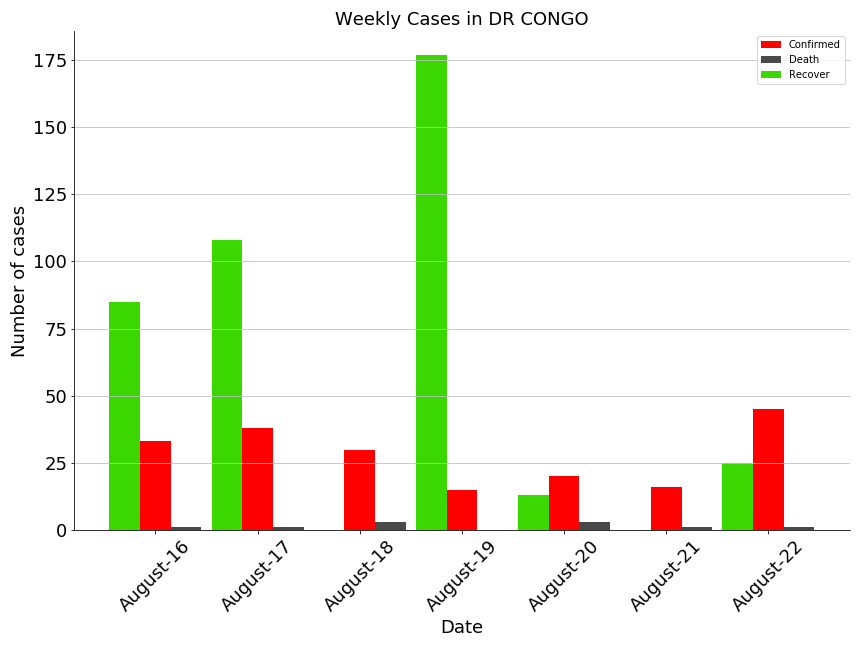 Weekly Cases in DR CONGO
Confirmed
Death
Recover
Number of cases
175
150
125
100
75
50
25
0
August-16
August-17
August-18
August-19
August-20
August-21
August-22
Date